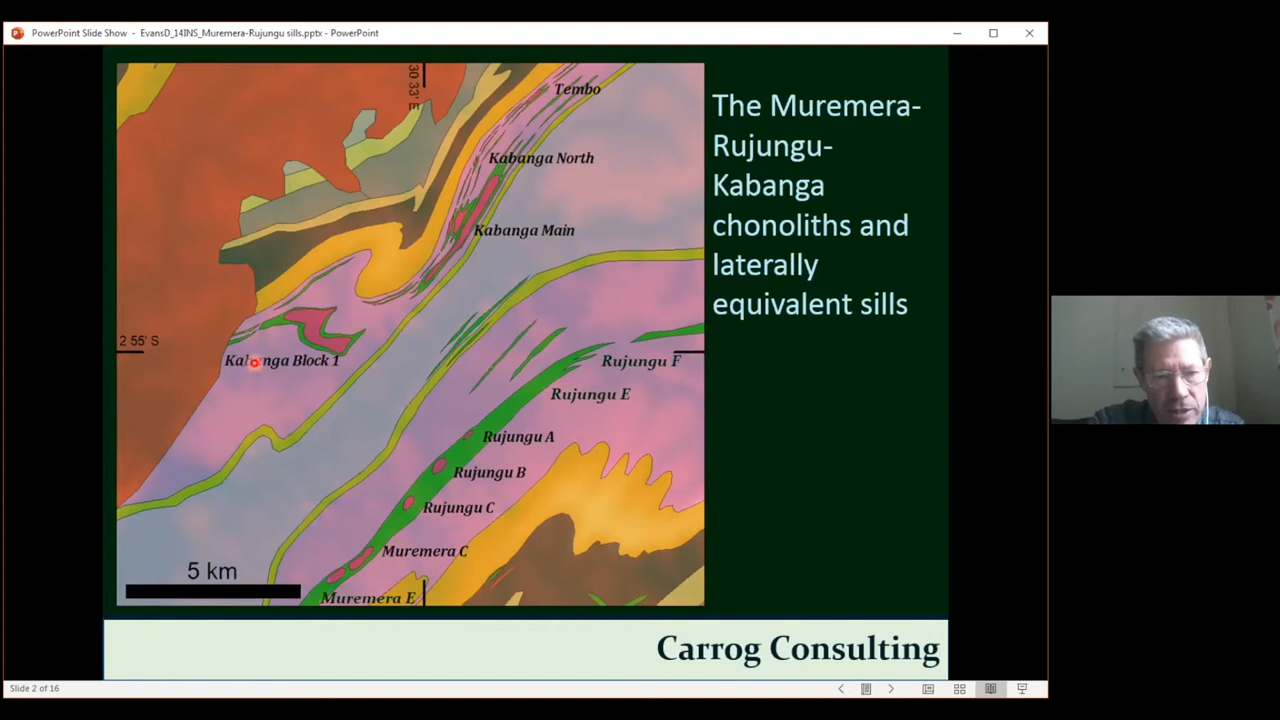 PowerPoint Slide Show - EvansD_14INS_Muremera-Rujungu sills.pptx - PowerPoint
30 33' E
Tembo
Kabanga North
Kabanga Main
2 55' S
Kabanga Block 1
Rujungu F
Rujungu E
Rujungu A
Rujungu B
Rujungu C
Muremera C
5 km
Muremera E
The Muremera-
Rujungu-
Kabanga
chonoliths and
laterally
equivalent sills
Carrog Consulting
Slide 2 of 16